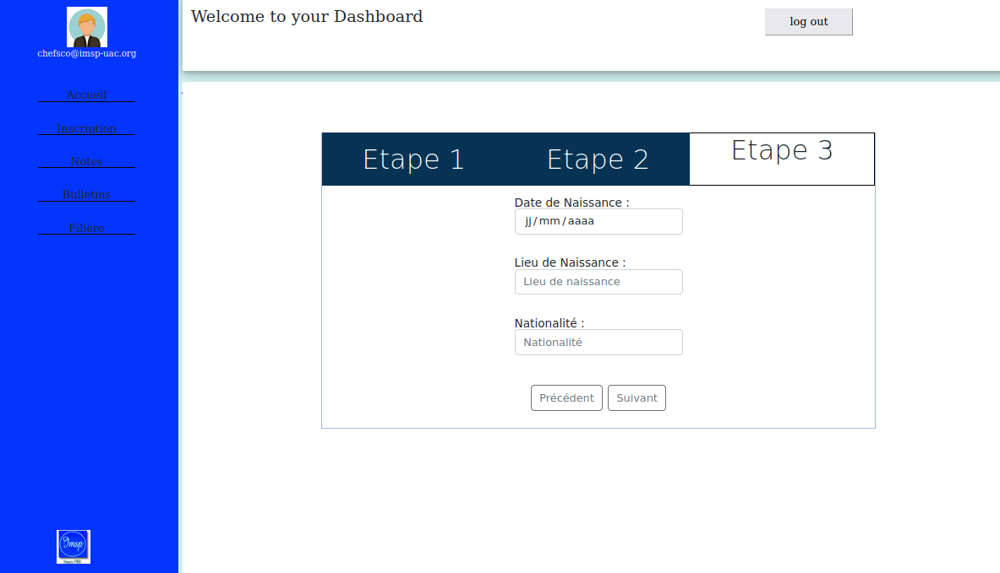 Welcome to your Dashboard
log out
chefsco@imsp-uac.org
Accueil
Inscription
Notes
Bulletins
Filière
Etape 1 Etape 2 Etape 3
Date de Naissance :
jj/mm/aaaa
Lieu de Naissance :
Lieu de naissance
Nationalité :
Nationalité
Précédent Suivant
Imsp